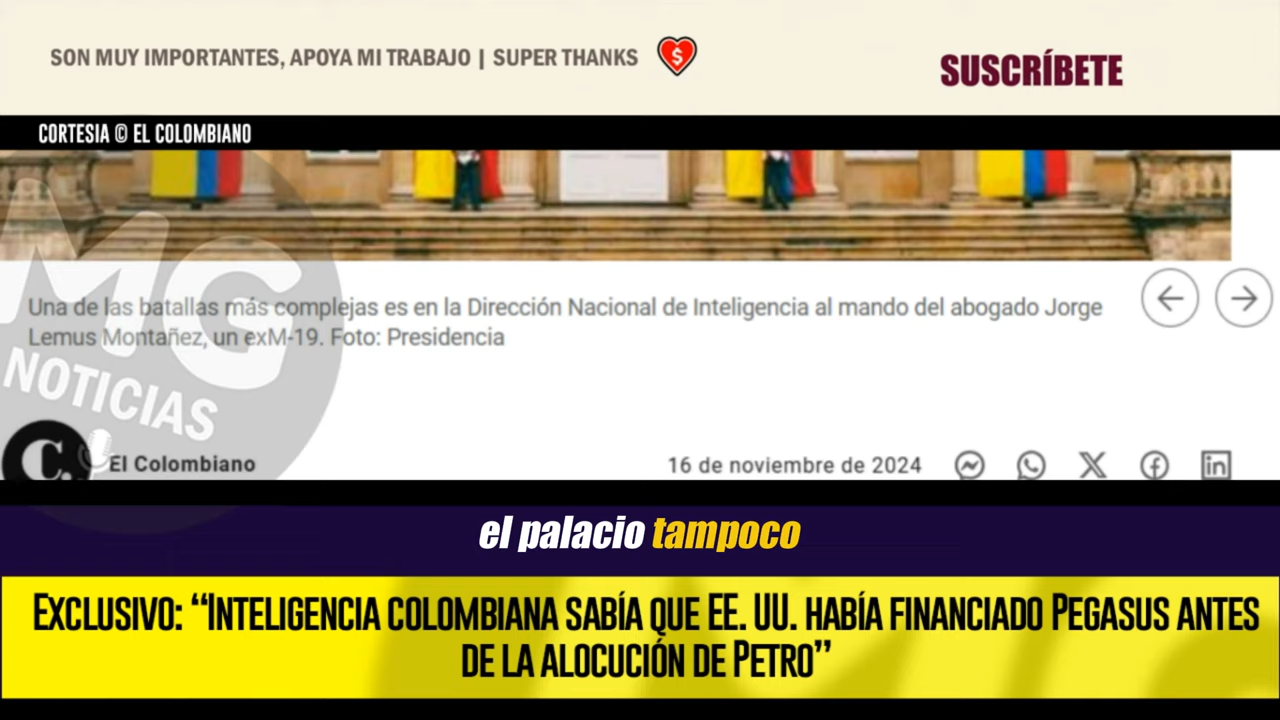 SON MUY IMPORTANTES, APOYA MI TRABAJO | SUPER THANKS
SUSCRÍBETE
CORTESIA © EL COLOMBIANO
Una de las batallas más complejas es en la Dirección Nacional de Inteligencia al mando del abogado Jorge
Lemus Montañez, un exM-19. Foto: Presidencia
MG
NOTICIAS
C.
El Colombiano
16 de noviembre de 2024
el palacio tampoco
EXCLUSIVO: “INTELIGENCIA COLOMBIANA SABÍA QUE EE. UU. HABÍA FINANCIADO PEGASUS ANTES
DE LA ALOCUCIÓN DE PETRO”